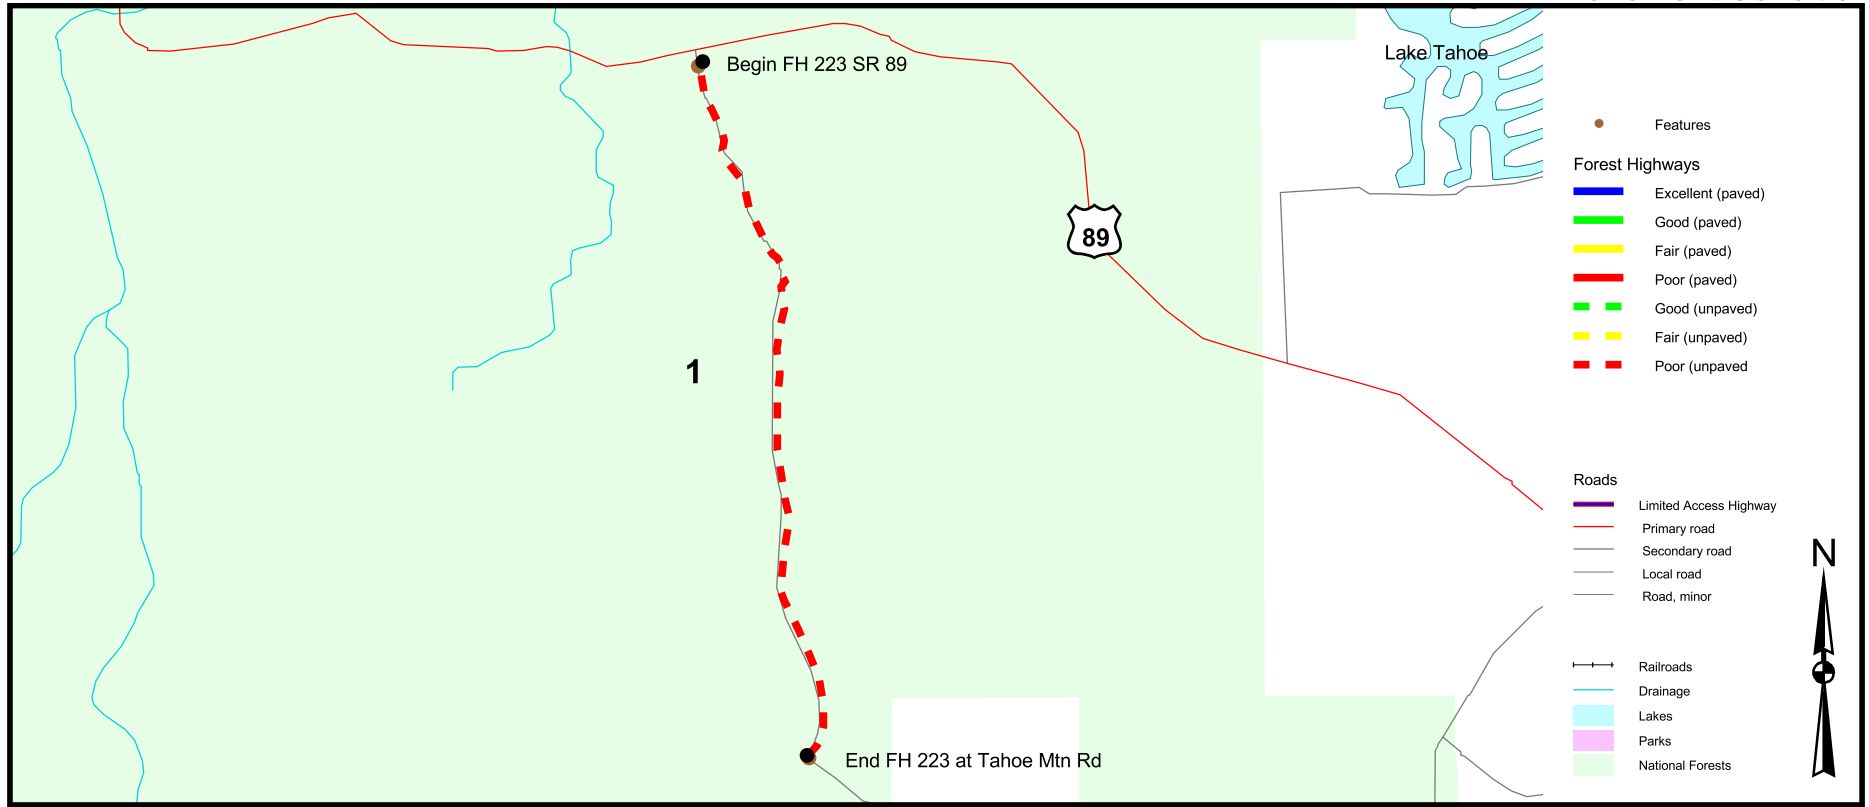 Lake Tahoe
Begin FH 223 SR 89
89
1
End FH 223 at Tahoe Mtn Rd
Features
Forest Highways
Excellent (paved)
Good (paved)
Fair (paved)
Poor (paved)
Good (unpaved)
Fair (unpaved)
Poor (unpaved
Roads
Limited Access Highway
Primary road
Secondary road
Local road
Road, minor
Railroads
Drainage
Lakes
Parks
National Forests
N